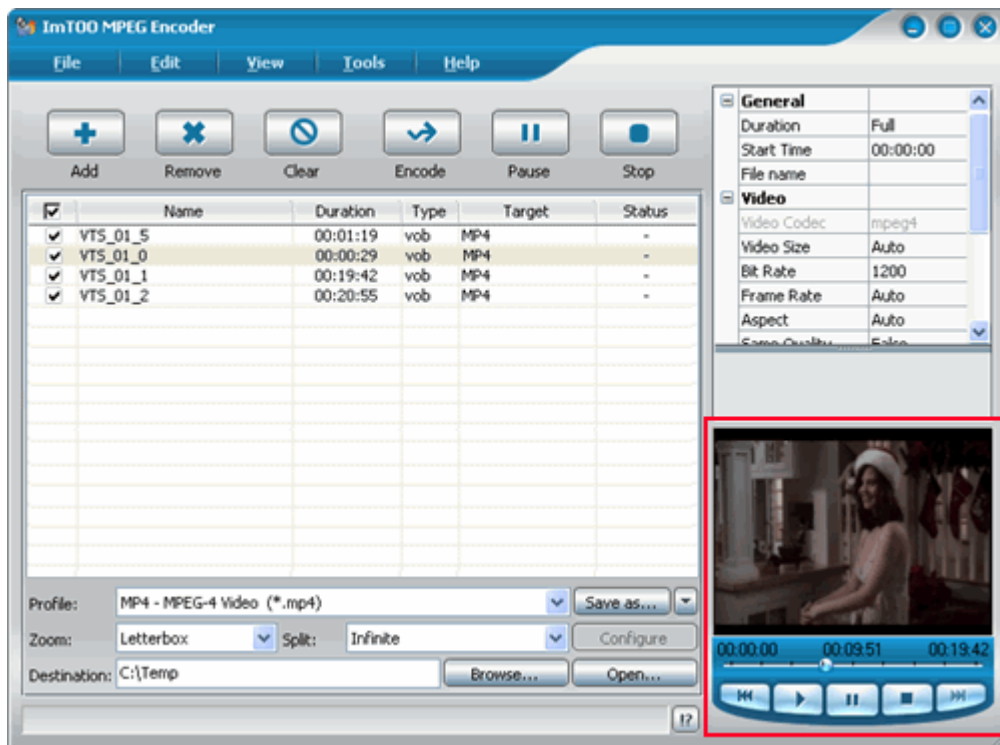 ImTOO MPEG Encoder
File Edit View Tools Help
Add Remove Clear Encode Pause Stop
Name Duration Type Target Status
VTS_01_5 00:01:19 vob MP4 -
VTS_01_0 00:00:29 vob MP4 -
VTS_01_1 00:19:42 vob MP4 -
VTS_01_2 00:20:55 vob MP4 -
Profile: MP4 - MPEG-4 Video (*.mp4) Save as...
Zoom: Letterbox Split: Infinite Configure
Destination: C:\Temp Browse... Open...
!?
General
Duration Full
Start Time 00:00:00
File name
Video
Video Codec mpeg4
Video Size Auto
Bit Rate 1200
Frame Rate Auto
Aspect Auto
Same Quality False
00:00:00 00:09:51 00:19:42